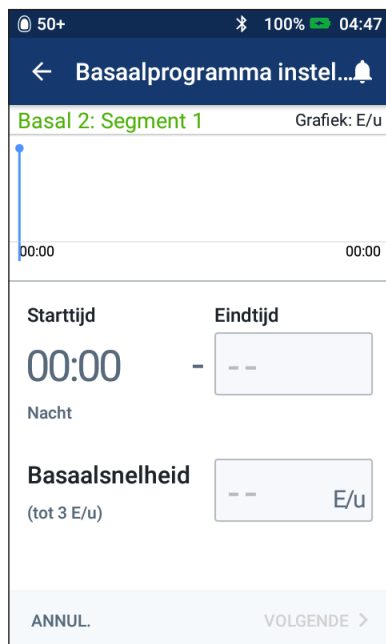 50+ 100% 04:47
Basaalprogramma instel...
Basal 2: Segment 1 Grafiek: E/u
00:00 00:00
Starttijd Eindtijd
00:00 - --
Nacht
Basaalsnelheid -- E/u
(tot 3 E/u)
ANNUL. VOLGENDE >